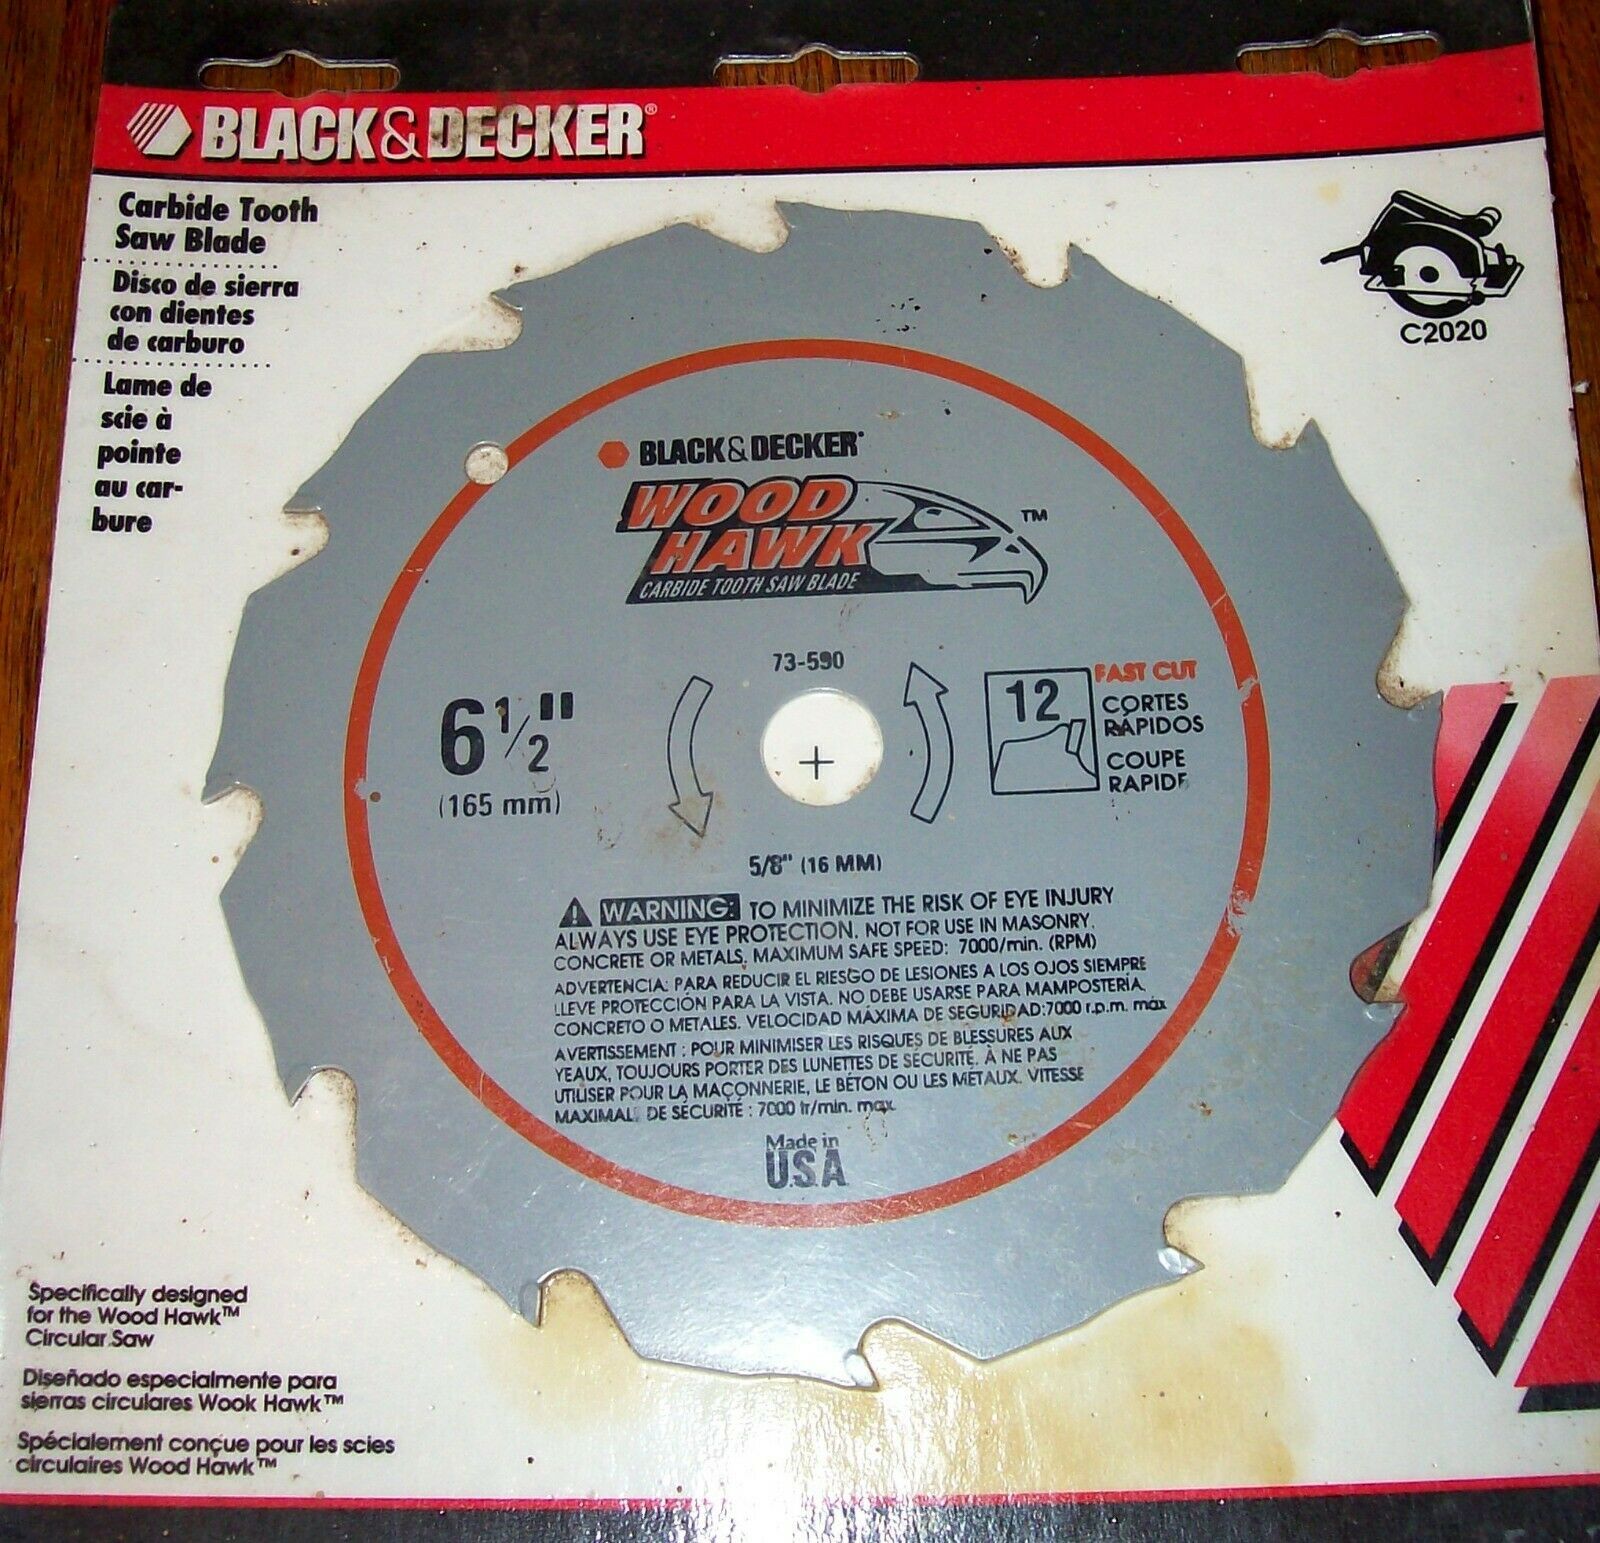 BLACK&DECKER®
Carbide Tooth
Saw Blade
Disco de sierra
con dientes
de carburo
Lame de
scie à
pointe
au car-
bure
C2020
BLACK&DECKER
WOOD
HAWK
TM
CARBIDE TOOTH SAW BLADE
73-590
6 1/2"
(165 mm)
12
FAST CUT
CORTES
RÁPIDOS
COUPE
RAPIDE
5/8" (16 MM)
WARNING: TO MINIMIZE THE RISK OF EYE INJURY
ALWAYS USE EYE PROTECTION. NOT FOR USE IN MASONRY,
CONCRETE OR METALS. MAXIMUM SAFE SPEED: 7000/min. (RPM)
ADVERTENCIA: PARA REDUCIR EL RIESGO DE LESIONES A LOS OJOS SIEMPRE
LLEVE PROTECCIÓN PARA LA VISTA. NO DEBE USARSE PARA MAMPOSTERÍA,
CONCRETO O METALES. VELOCIDAD MÁXIMA DE SEGURIDAD:7000 r.p.m. máx
AVERTISSEMENT : POUR MINIMISER LES RISQUES DE BLESSURES AUX
YEAUX, TOUJOURS PORTER DES LUNETTES DE SÉCURITÉ. À NE PAS
UTILISER POUR LA MAÇONNERIE, LE BÉTON OU LES MÉTAUX. VITESSE
MAXIMALE DE SÉCURITÉ : 7000 tr/min. max.
Made in
U.S.A
Specifically designed
for the Wood Hawk™
Circular Saw
Diseñado especialmente para
sierras circulares Wook Hawk™
Spécialement conçue pour les scies
circulaires Wood Hawk™